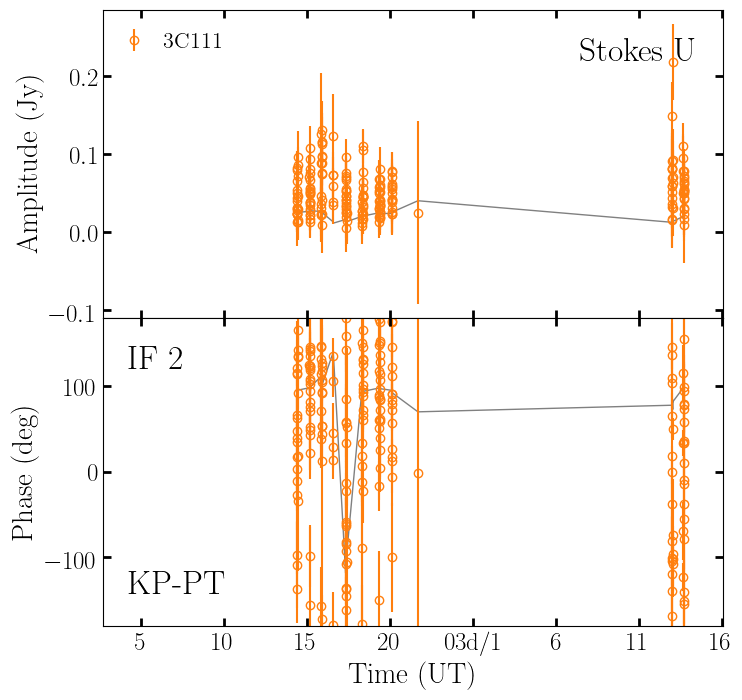 3C111
Stokes U
0.2
0.1
0.0
−0.1
Amplitude (Jy)
IF 2
100
0
−100
Phase (deg)
KP-PT
5 10 15 20 03d/1 6 11 16
Time (UT)